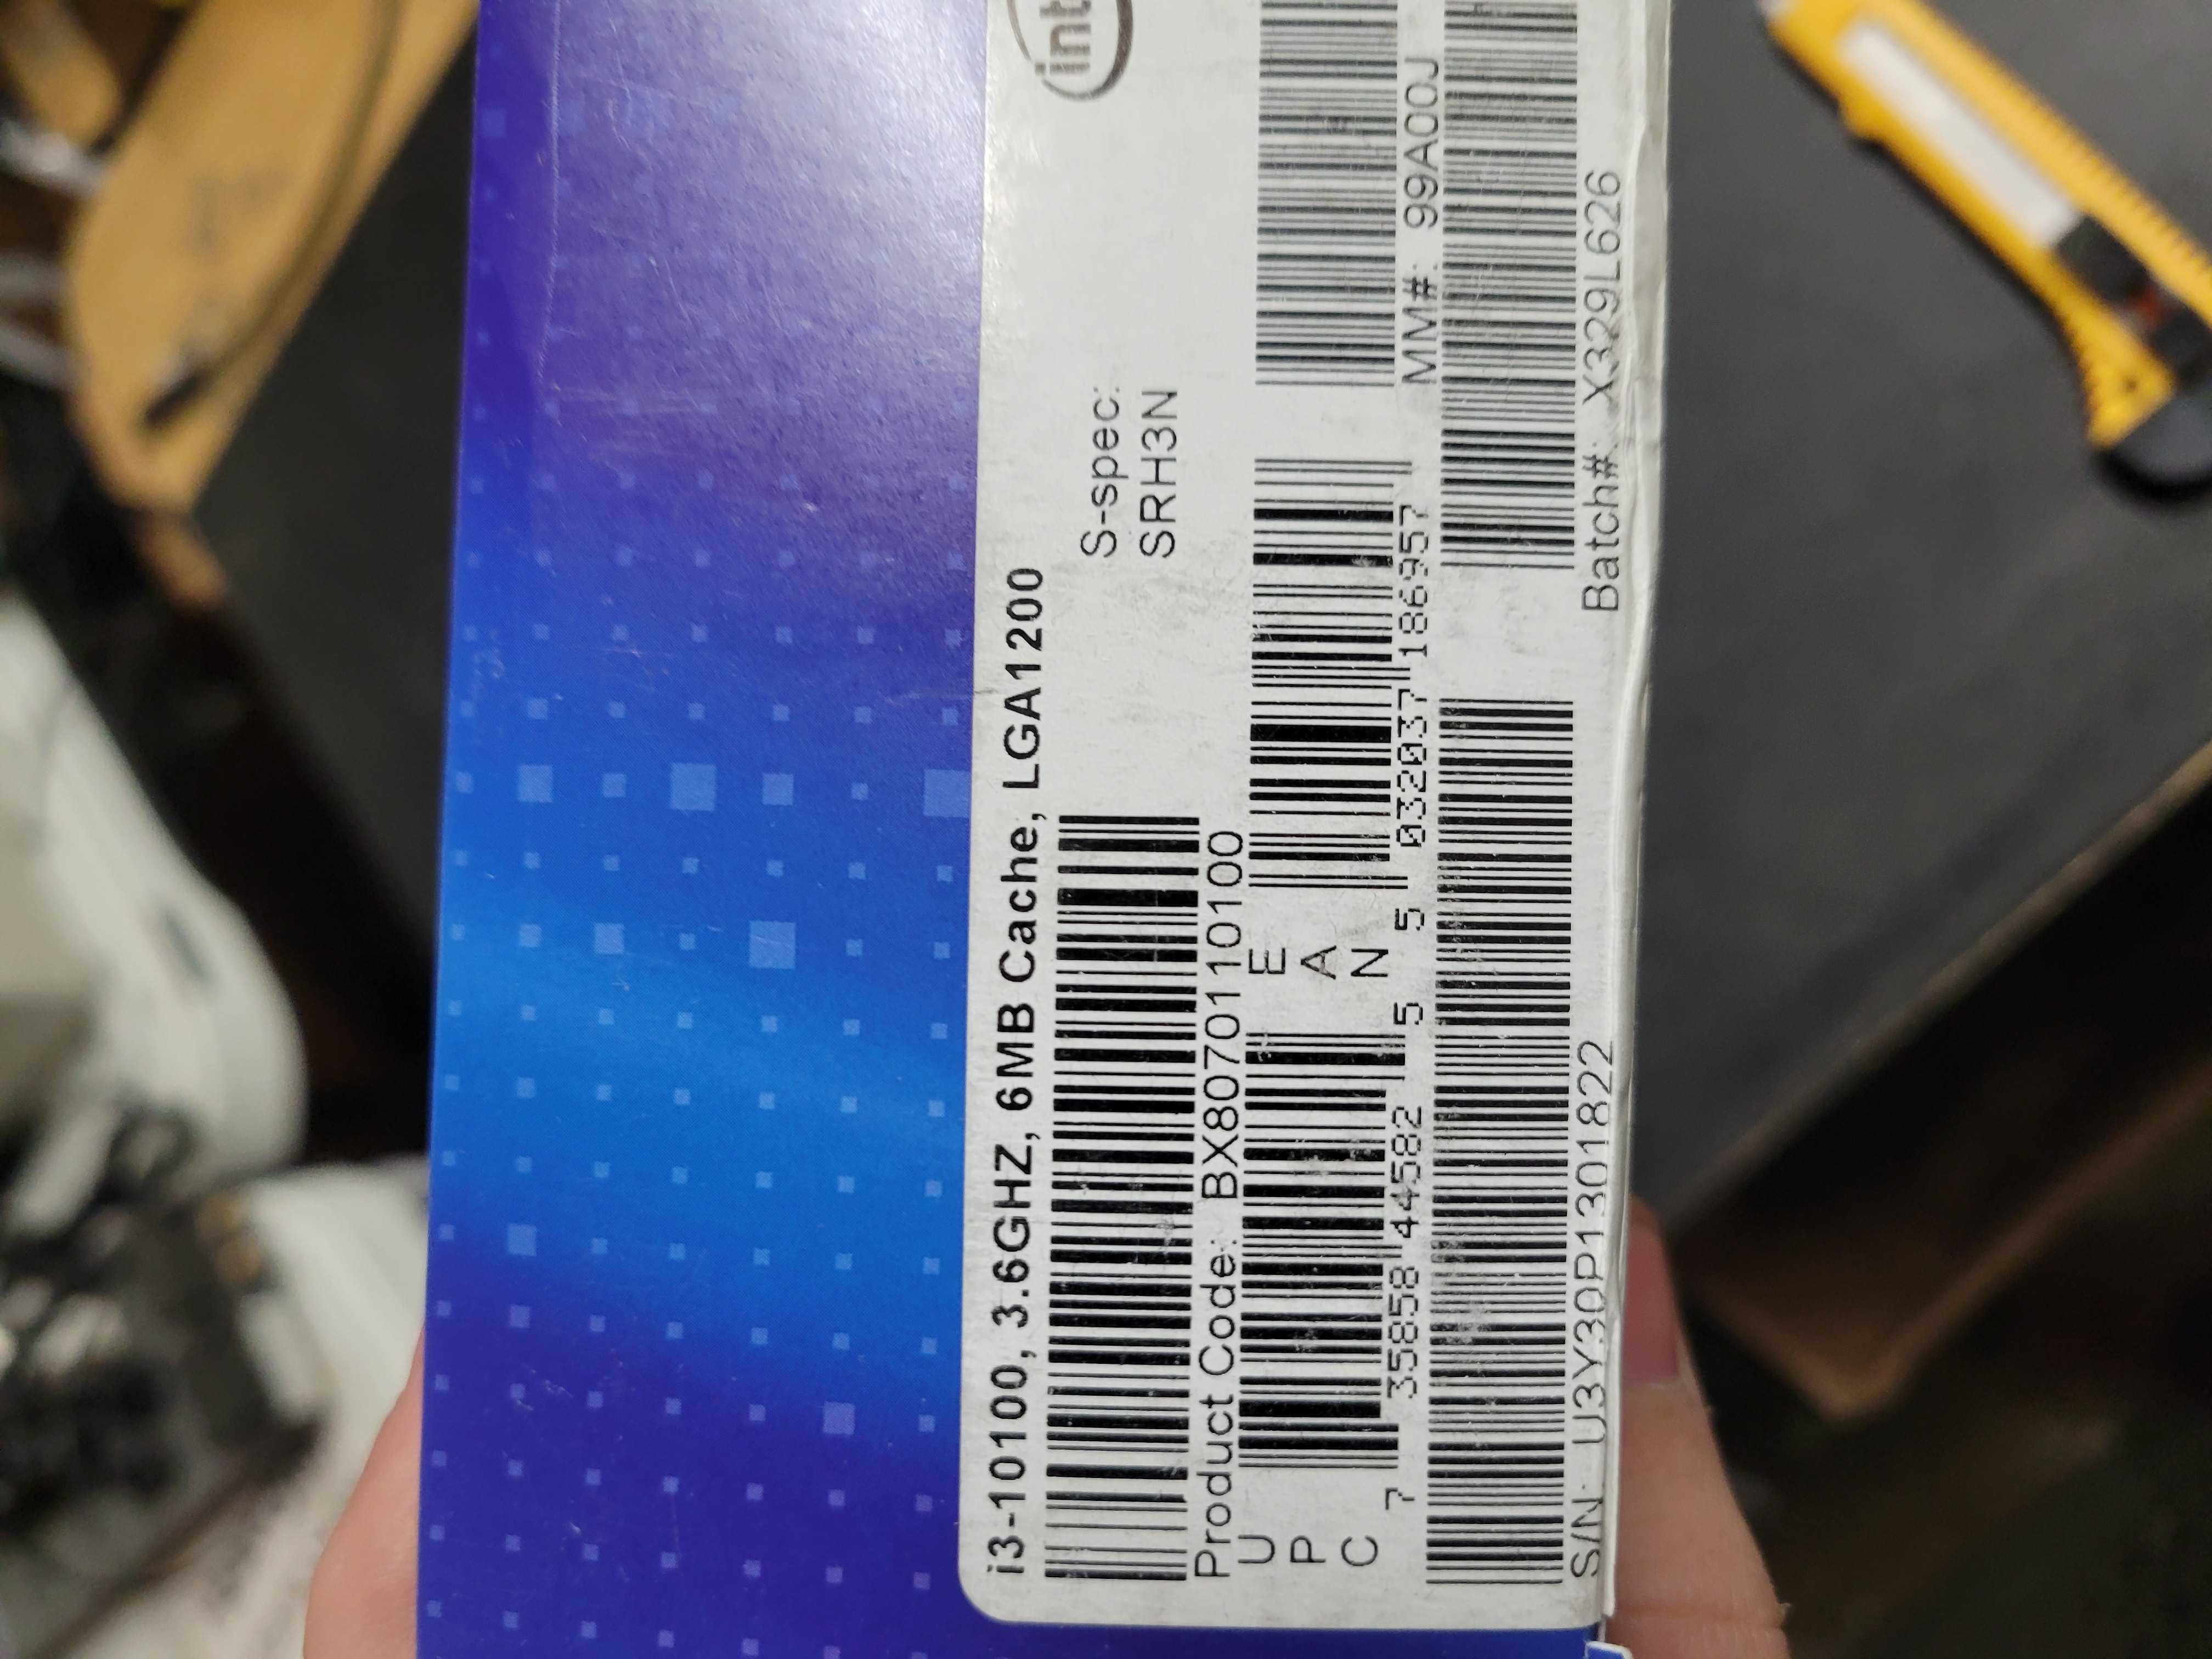 i3-10100, 3.6GHZ, 6MB Cache, LGA1200
int
S-spec:
SRH3N
Product Code: BX8070110100
UPC
7 35858 44582 5
EAN
5 032037 186957
MM#: 99A00J
S/N: U3Y30P1301822
Batch#: X329L626